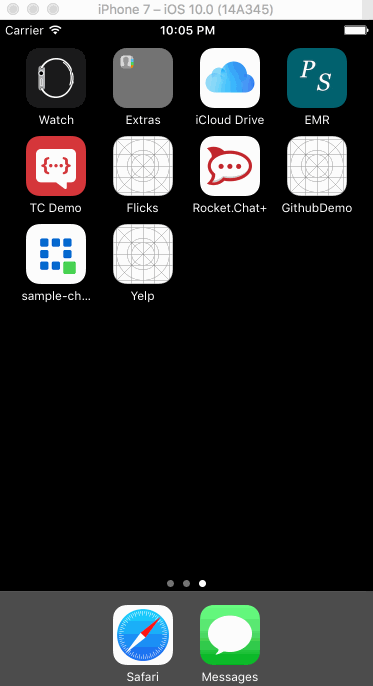 iPhone 7 – iOS 10.0 (14A345)
Carrier 10:05 PM
PS
Watch Extras iCloud Drive EMR
{...}
TC Demo Flicks Rocket.Chat+ GithubDemo
sample-ch... Yelp
Safari Messages